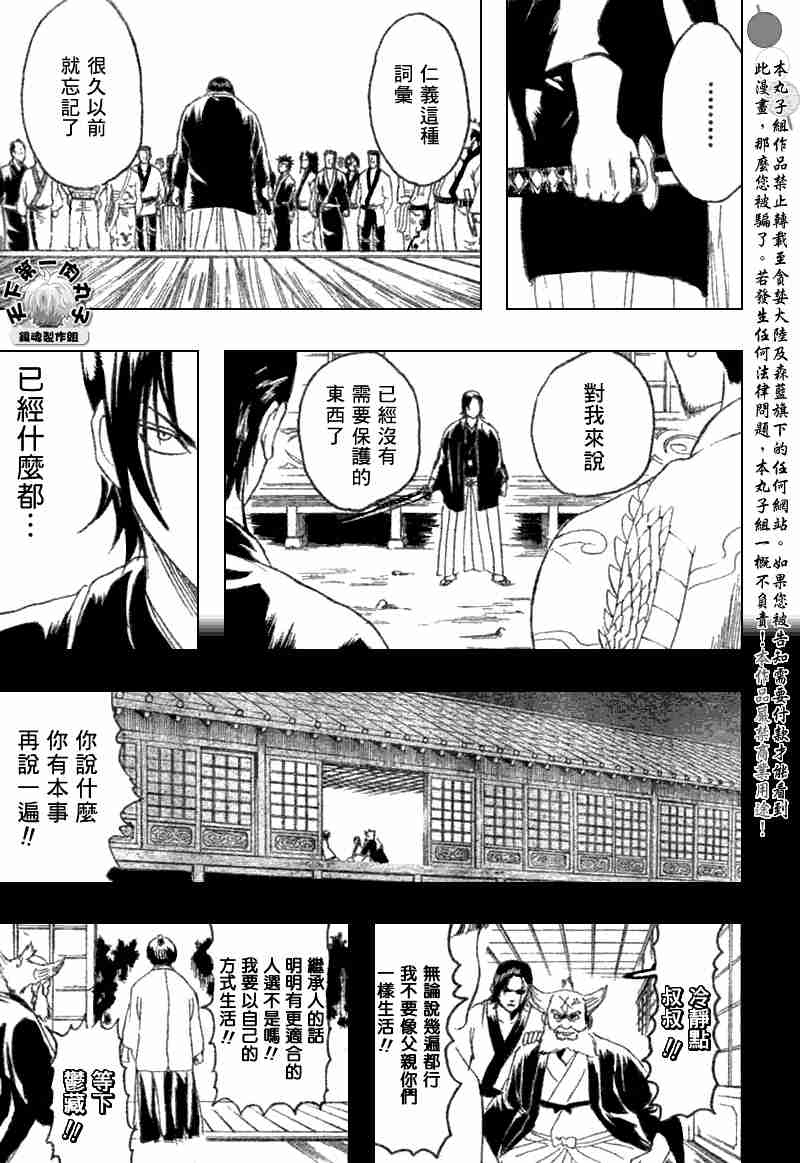 ⋯⋯⋯
仁義這種
詞彙
很久以前
就忘記了
對我來說
已經沒有
需要保護的
東西了
已經什麼都…
你說什麼
你有本事
再說一遍!!
冷靜點
叔叔!!
無論說幾遍都行
我不要像父親你們
一樣生活!!
繼承人的話
明明有更適合的
人選不是嗎!!
我要以自己的
方式生活!!
等下
鬱藏!!
天下第一肉丸子
銀魂製作組
本丸子組作品禁止轉載至貪婪大陸及森藍旗下的任何網站。如果您被告知需要付款才能看到
此漫畫，那麼您被騙了。若發生任何法律問題，本丸子組一概不負責！本作品嚴禁商業用途！